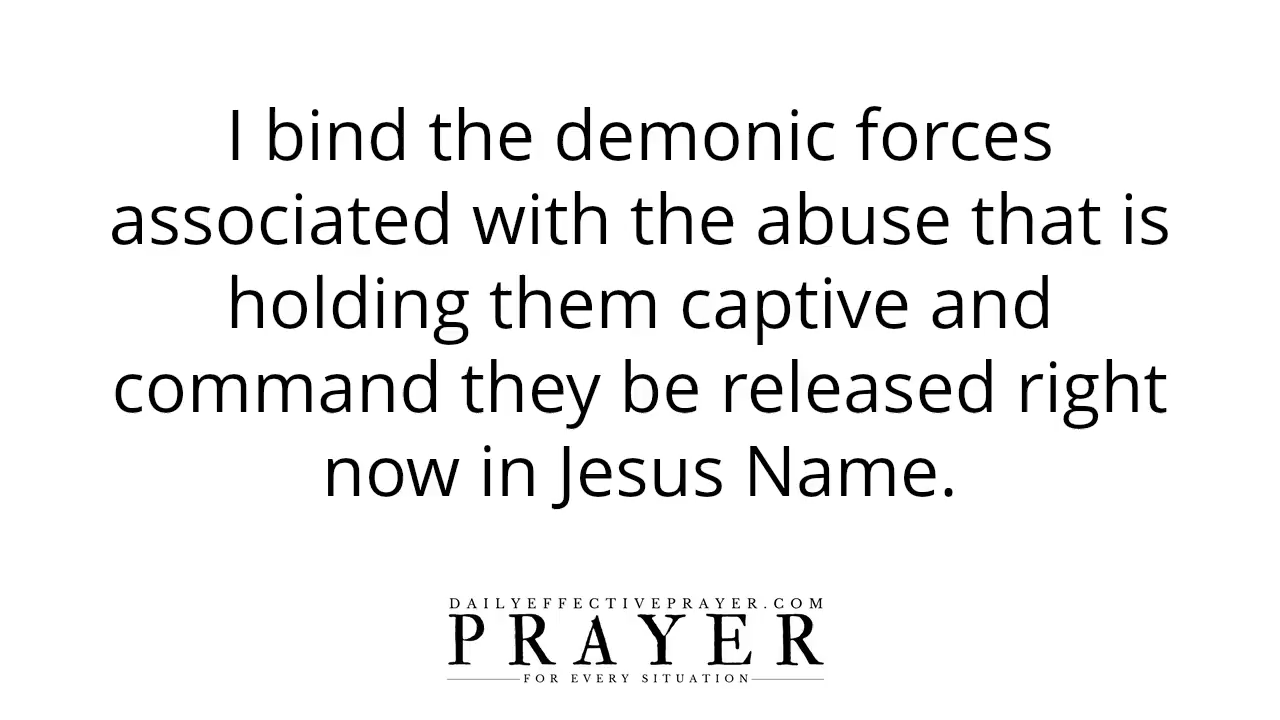 I bind the demonic forces
associated with the abuse that is
holding them captive and
command they be released right
now in Jesus Name.
DAILYEFFECTIVEPRAYER.COM
PRAYER
FOR EVERY SITUATION